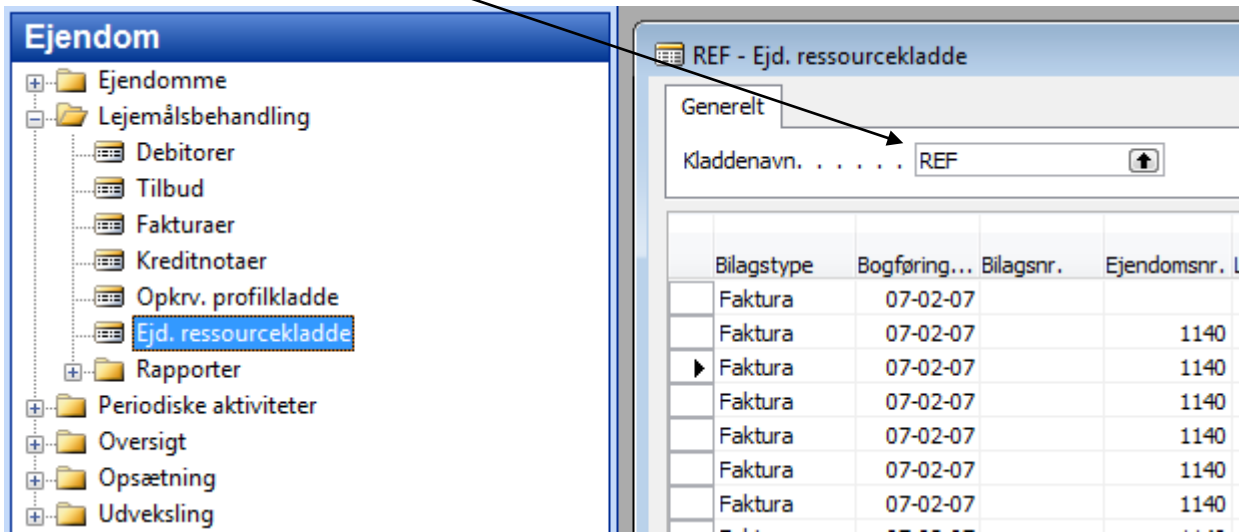 Ejendom
Ejendomme
Lejemålsbehandling
Debitorer
Tilbud
Fakturaer
Kreditnotaer
Opkrv. profilkladde
Ejd. ressourcekladde
Rapporter
Periodiske aktiviteter
Oversigt
Opsætning
Udveksling
REF - Ejd. ressourcekladde
Generelt
Kladdenavn. . . . . . REF
Bilagstype Bogføring... Bilagsnr. Ejendomsnr.
Faktura 07-02-07
Faktura 07-02-07 1140
Faktura 07-02-07 1140
Faktura 07-02-07 1140
Faktura 07-02-07 1140
Faktura 07-02-07 1140
Faktura 07-02-07 1140